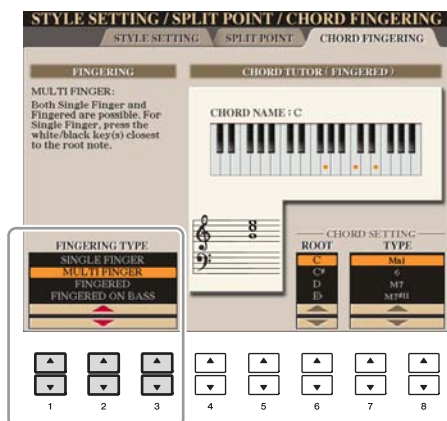 STYLE SETTING / SPLIT POINT / CHORD FINGERING
STYLE SETTING
SPLIT POINT
CHORD FINGERING
FINGERING
MULTI FINGER:
Both Single Finger and
Fingered are possible. For
Single Finger, press the
white/black key(s) closest
to the root note.
CHORD TUTOR ( FINGERED )
CHORD NAME : C
FINGERING TYPE
SINGLE FINGER
MULTI FINGER
FINGERED
FINGERED ON BASS
CHORD SETTING
ROOT
TYPE
C
C#
D
E♭
Maj
6
M7
M7#11
1 2 3 4 5 6 7 8